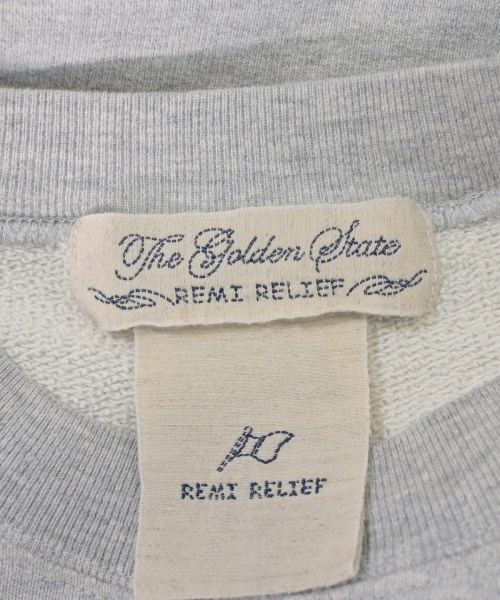 The Golden State
REMI RELIEF
REMI RELIEF